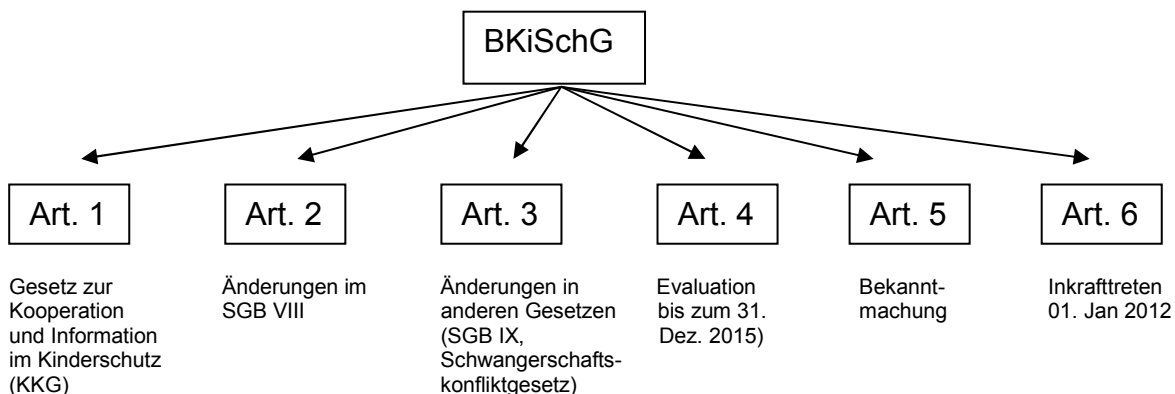 BKiSchG
Art. 1
Art. 2
Art. 3
Art. 4
Art. 5
Art. 6
Gesetz zur
Kooperation
und Information
im Kinderschutz
(KKG)
Änderungen im
SGB VIII
Änderungen in
anderen Gesetzen
(SGB IX,
Schwangerschafts-
konfliktgesetz)
Evaluation
bis zum 31.
Dez. 2015)
Bekannt-
machung
Inkrafttreten
01. Jan 2012